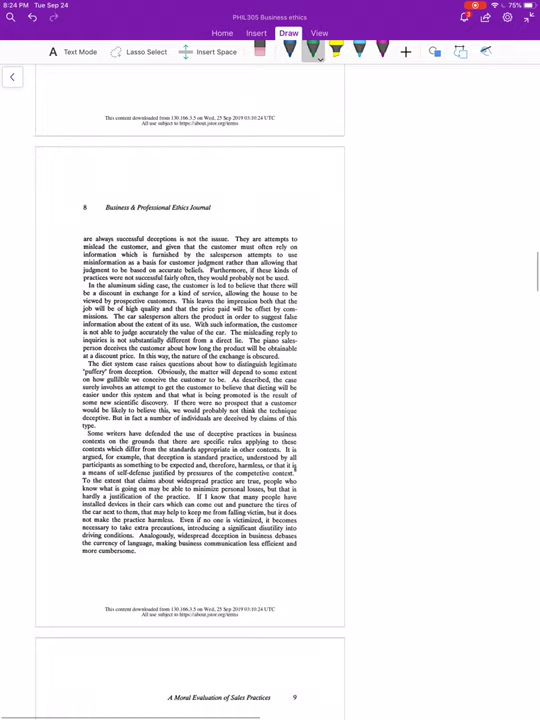 8:24 PM Tue Sep 24
75%
PHIL305 Business ethics
3
Home Insert Draw View
Text Mode Lasso Select Insert Space
This content downloaded from 130.166.3.5 on Wed, 25 Sep 2019 03:10:24 UTC
All use subject to https://about.jstor.org/terms
8 Business & Professional Ethics Journal
are always successful deceptions is not the isssue. They are attempts to
mislead the customer, and given that the customer must often rely on
information which is furnished by the salesperson attempts to use
misinformation as a basis for customer judgment rather than allowing that
judgment to be based on accurate beliefs. Furthermore, if these kinds of
practices were not successful fairly often, they would probably not be used.
In the aluminum siding case, the customer is led to believe that there will
be a discount in exchange for a kind of service, allowing the house to be
viewed by prospective customers. This leaves the impression both that the
job will be of high quality and that the price paid will be offset by com-
missions. The car salesperson alters the product in order to suggest false
information about the extent of its use. With such information, the customer
is not able to judge accurately the value of the car. The misleading reply to
inquiries is not substantially different from a direct lie. The piano sales-
person deceives the customer about how long the product will be obtainable
at a discount price. In this way, the nature of the exchange is obscured.
The diet system case raises questions about how to distinguish legitimate
"puffery" from deception. Obviously, the matter will depend to some extent
on how gullilble we conceive the customer to be. As described, the case
surely involves an attempt to get the customer to believe that dieting will be
easier under this system and that what is being promoted is the result of
some new scientific discovery. If there were no prospect that a customer
would be likely to believe this, we would probably not think the technique
deceptive. But in fact a number of individuals are deceived by claims of this
type.
Some writers have defended the use of deceptive practices in business
contexts on the grounds that there are specific rules applying to these
contexts which differ from the standards appropriate in other contexts. It is
argued, for example, that deception is standard practice, understood by all
participants as something to be expected and, therefore, harmless, or that it is
a means of self-defense justified by pressures of the competetive context.
To the extent that claims about widespread practice are true, people who
know what is going on may be able to minimize personal losses, but that is
hardly a justification of the practice. If I know that many people have
installed devices in their cars which can come out and puncture the tires of
the car next to them, that may help to keep me from falling victim, but it does
not make the practice harmless. Even if no one is victimized, it becomes
necessary to take extra precautions, introducing a significant disutility into
driving conditions. Analogously, widespread deception in business debases
the currency of language, making business communication less efficient and
more cumbersome.
This content downloaded from 130.166.3.5 on Wed, 25 Sep 2019 03:10:24 UTC
All use subject to https://about.jstor.org/terms
A Moral Evaluation of Sales Practices 9